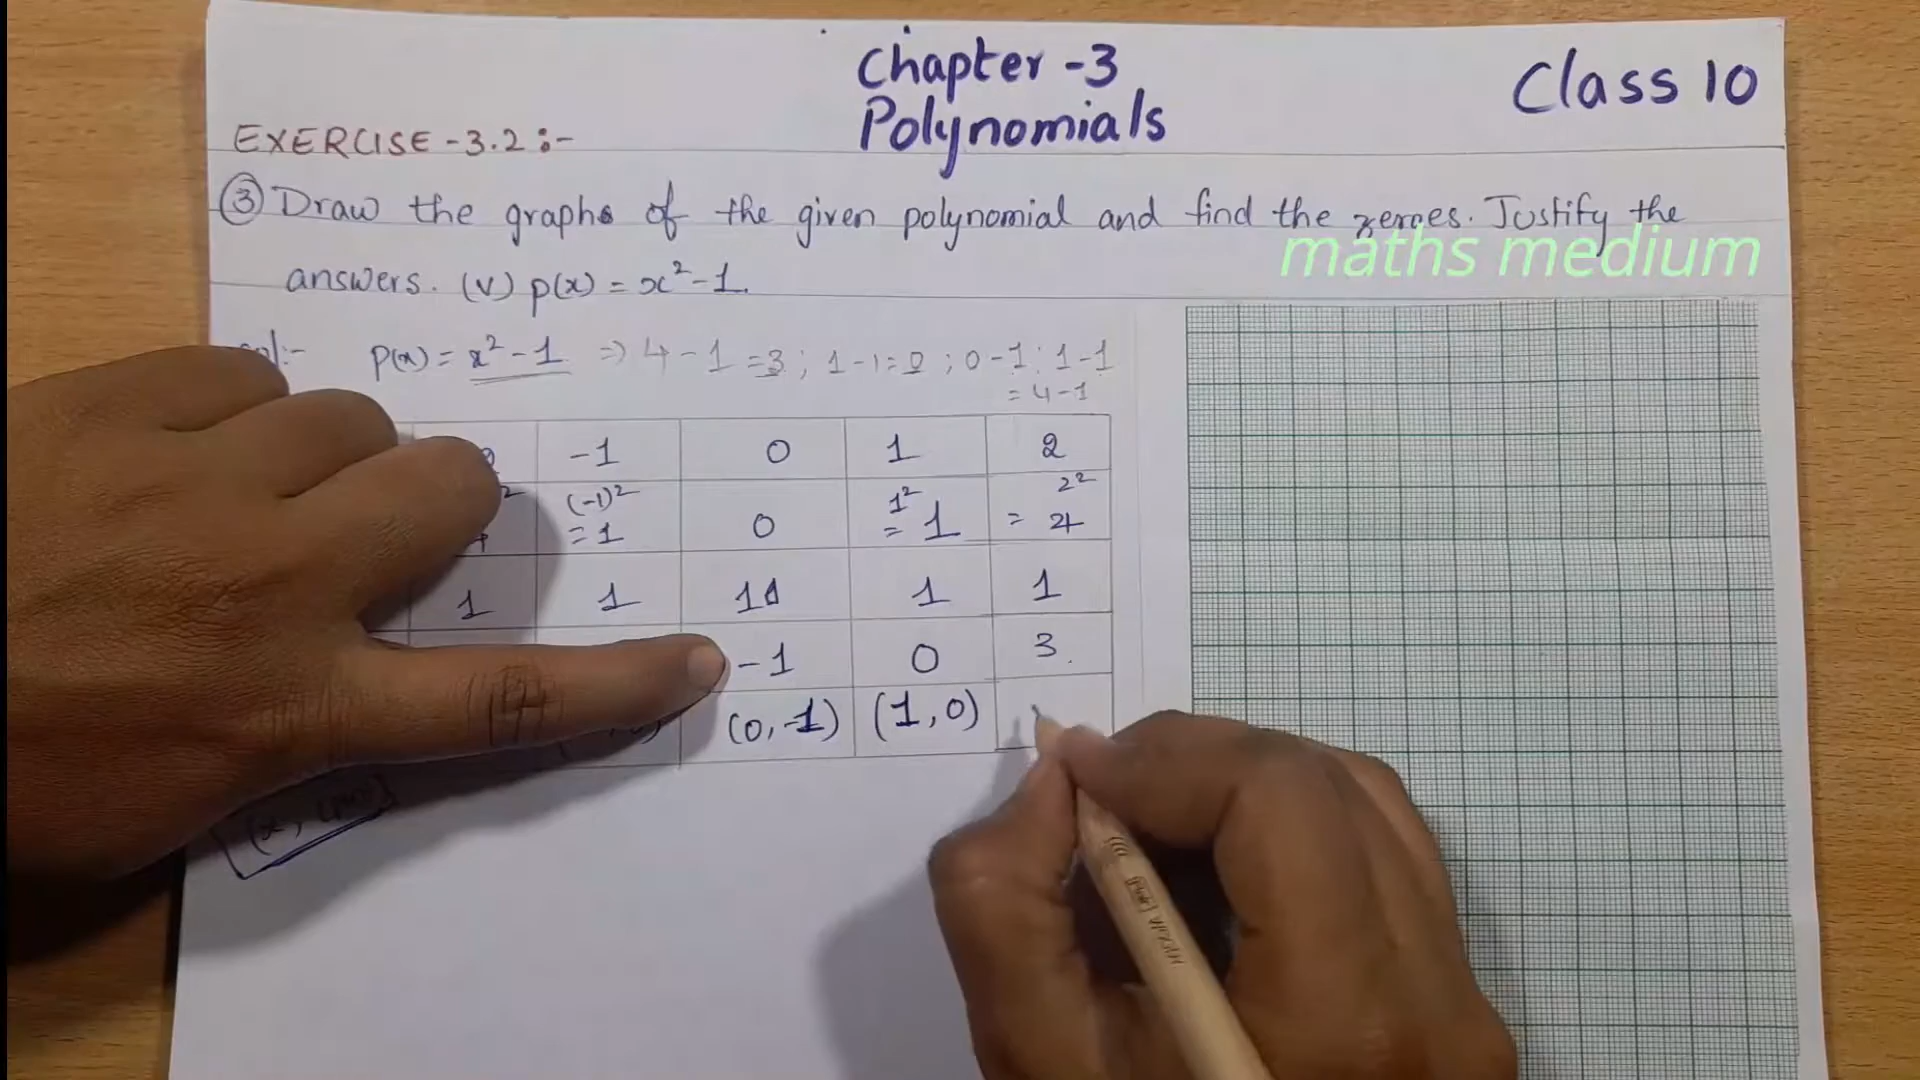 Chapter -3
Polynomials
Class 10
EXERCISE -3.2 :-
③ Draw the graphs of the given polynomial and find the zeroes. Justify the
maths medium
answers. (v) p(x) = x² - 1.
sol:- p(x) = x² - 1 ⇒ 4 - 1 = 3 ; 1 - 1 = 0 ; 0 - 1 ; 1 - 1
= 4 - 1
-1 0 1 2
(-1)² 1² 2²
= 1 0 = 1 = 4
1 1 1 1 1
-1 0 3.
(0, -1) (1, 0)